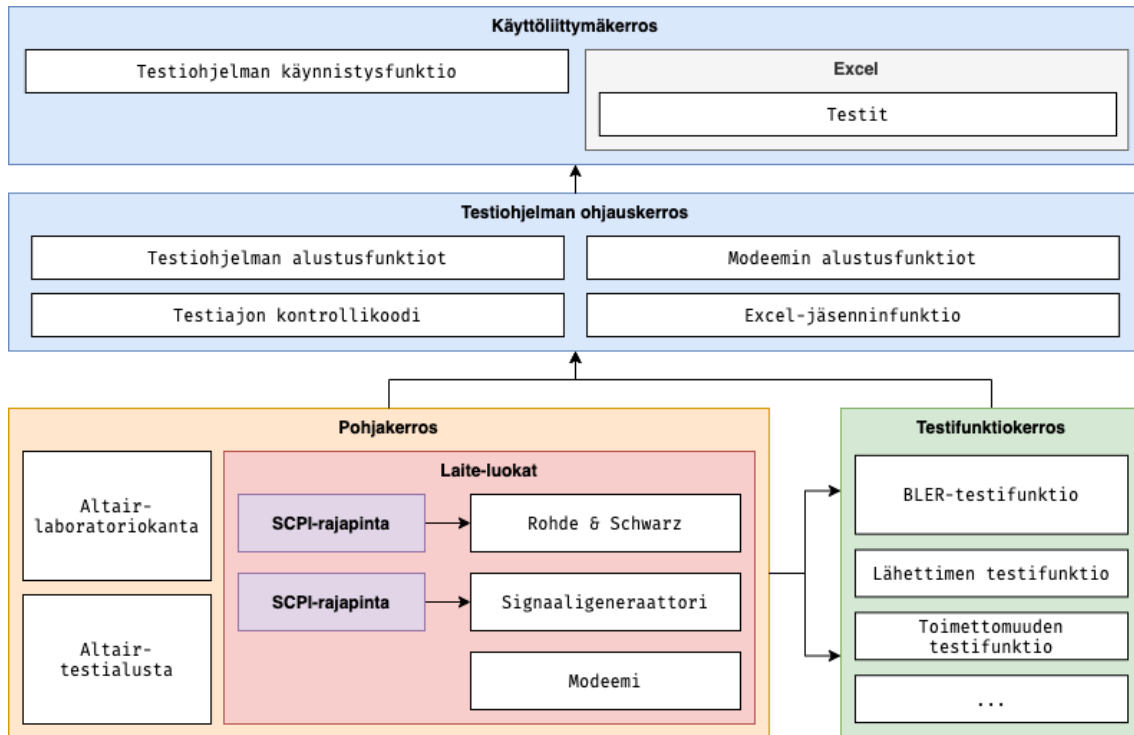 Käyttöliittymäkerros
Testiohjelman käynnistysfunktio
Excel
Testit
Testiohjelman ohjauskerros
Testiohjelman alustusfunktiot
Modeemin alustusfunktiot
Testiajon kontrollikoodi
Excel-jäsenninfunktio
Pohjakerros
Altair-
laboratoriokanta
Altair-
testialusta
Laite-luokat
SCPI-rajapinta
Rohde & Schwarz
SCPI-rajapinta
Signaaligeneraattori
Modeemi
Testifunktiokerros
BLER-testifunktio
Lähettimen testifunktio
Toimettomuuden
testifunktio
...